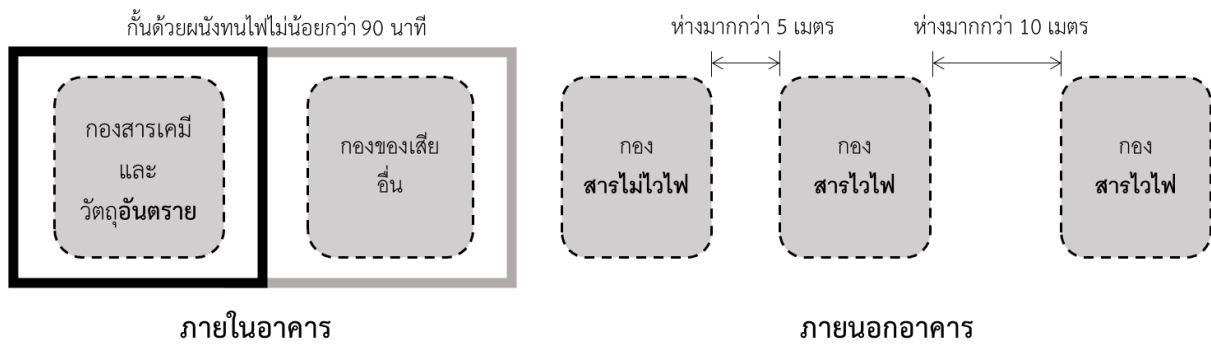 กั้นด้วยผนังทนไฟไม่น้อยกว่า 90 นาที
กองสารเคมี
และ
วัตถุอันตราย
กองของเสีย
อื่น
ภายในอาคาร
ห่างมากกว่า 5 เมตร
ห่างมากกว่า 10 เมตร
กอง
สารไม่ไวไฟ
กอง
สารไวไฟ
กอง
สารไวไฟ
ภายนอกอาคาร